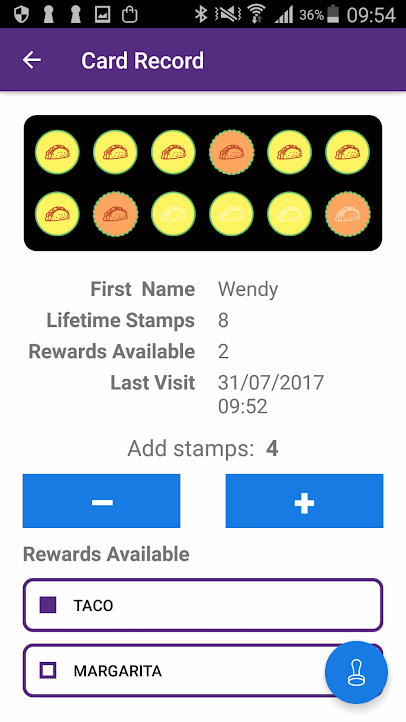 36% 09:54
Card Record
First Name Wendy
Lifetime Stamps 8
Rewards Available 2
Last Visit 31/07/2017
09:52
Add stamps: 4
Rewards Available
TACO
MARGARITA